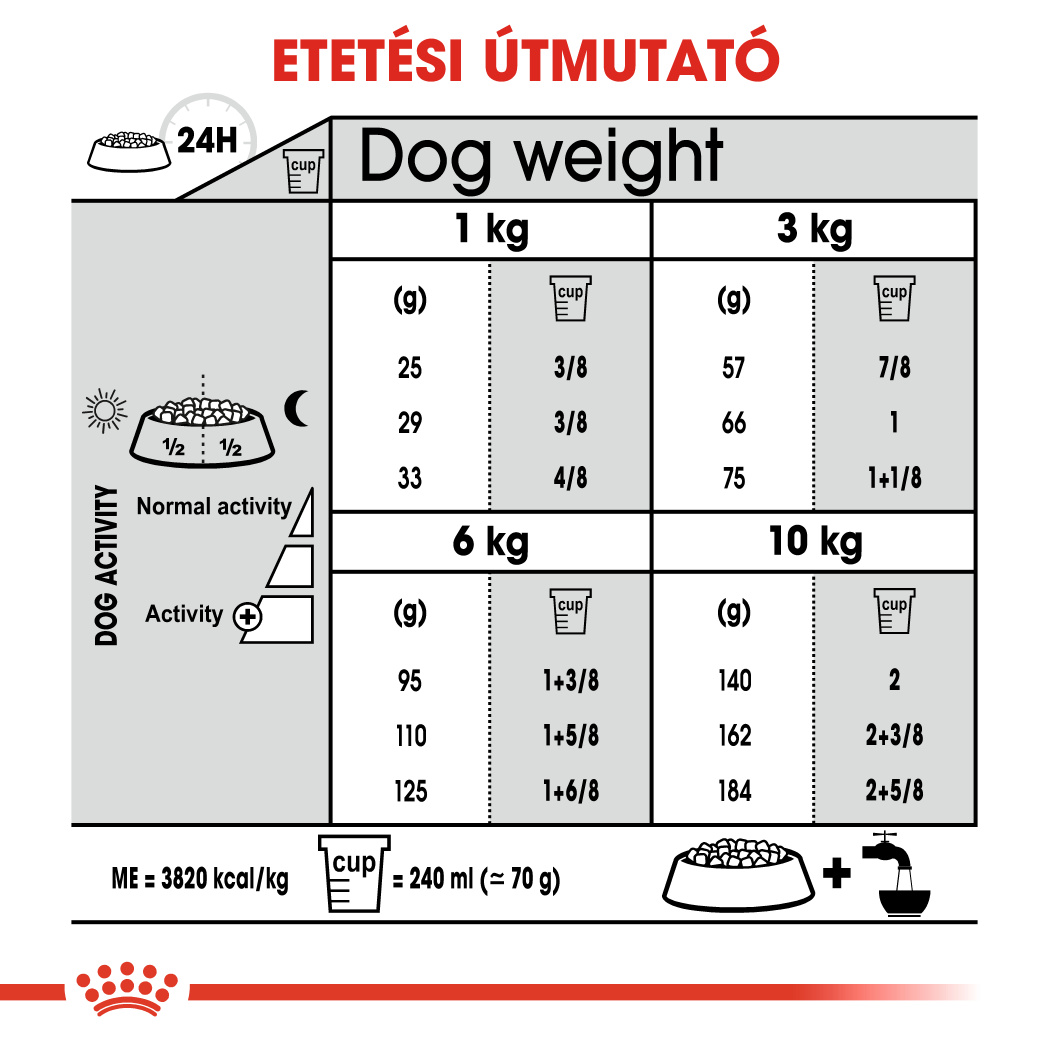 ETETÉSI ÚTMUTATÓ
24H
cup
Dog weight
1 kg 3 kg
(g) cup (g) cup
25 3/8 57 7/8
29 3/8 66 1
33 4/8 75 1+1/8
½ ½
DOG ACTIVITY
Normal activity
Activity +
6 kg 10 kg
(g) cup (g) cup
95 1+3/8 140 2
110 1+5/8 162 2+3/8
125 1+6/8 184 2+5/8
ME = 3820 kcal/kg cup = 240 ml (≃ 70 g) +